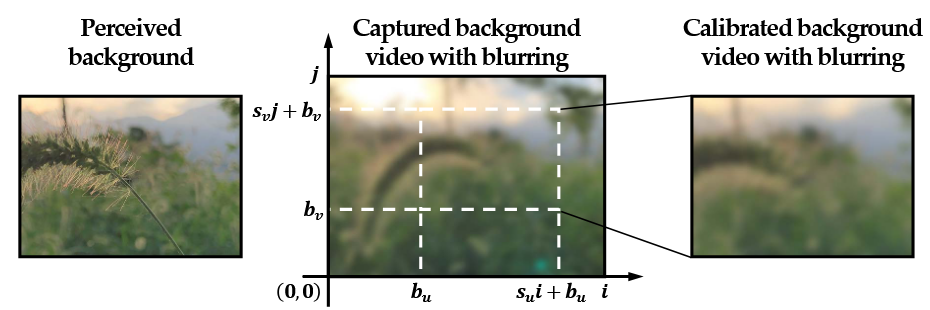 Perceived
background
Captured background
video with blurring
Calibrated background
video with blurring
j
s_v j + b_v
b_v
(0,0)
b_u
s_u i + b_u
i